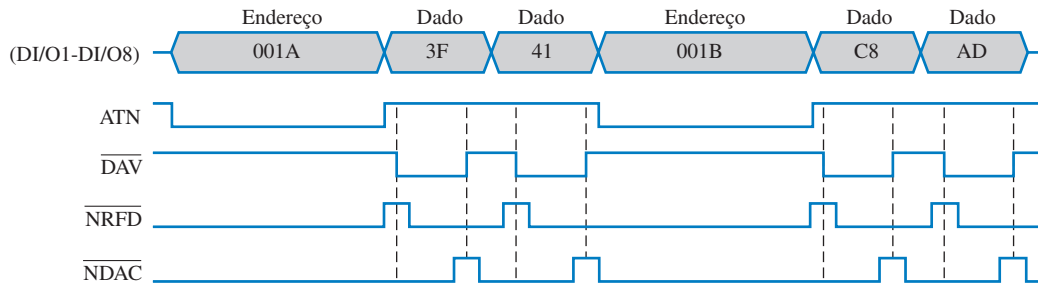 Endereço Dado Dado Endereço Dado Dado
(DI/O1-DI/O8) 001A 3F 41 001B C8 AD
ATN
DAV
NRFD
NDAC